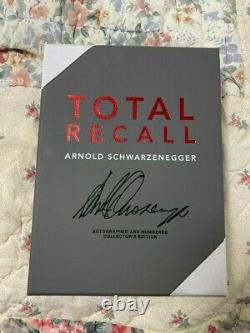 TOTAL
RECALL
ARNOLD SCHWARZENEGGER
AUTOGRAPHED AND NUMBERED
COLLECTOR'S EDITION